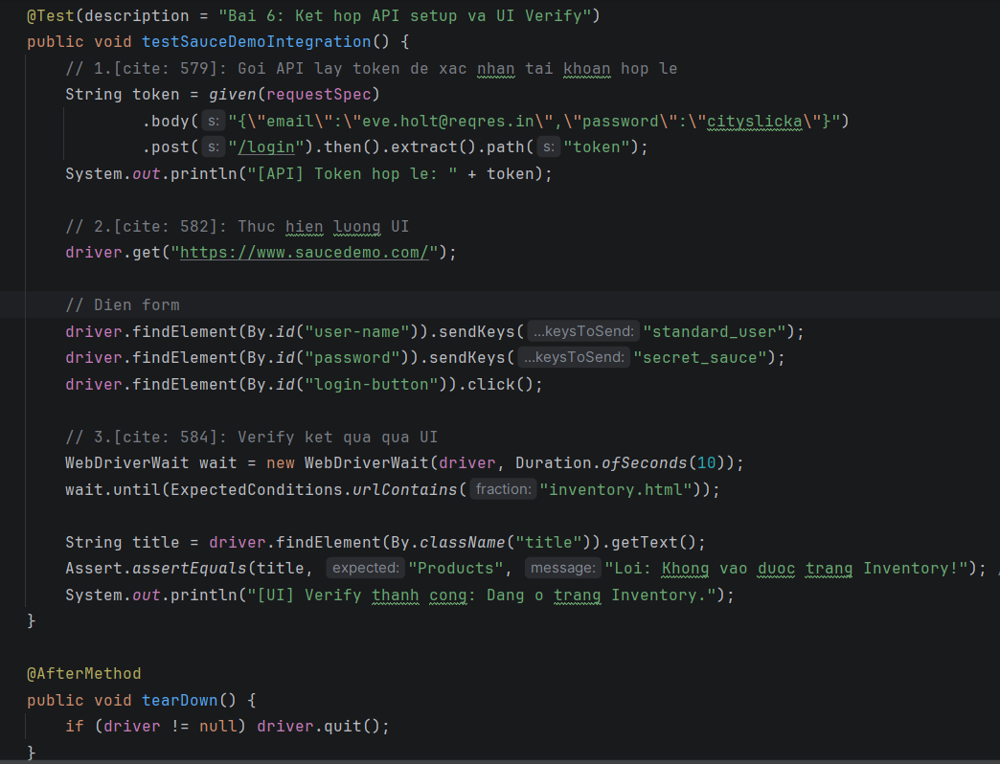 @Test(description = "Bai 6: Ket hop API setup va UI Verify")
public void testSauceDemoIntegration() {
// 1.[cite: 579]: Goi API lay token de xac nhan tai khoan hop le
String token = given(requestSpec)
.body( s: "{\"email\":\"eve.holt@reqres.in\",\"password\":\"cityslicka\"}")
.post( s: "/login").then().extract().path( s: "token");
System.out.println("[API] Token hop le: " + token);
// 2.[cite: 582]: Thuc hien luong UI
driver.get("https://www.saucedemo.com/");
// Dien form
driver.findElement(By.id("user-name")).sendKeys( ...keysToSend: "standard_user");
driver.findElement(By.id("password")).sendKeys( ...keysToSend: "secret_sauce");
driver.findElement(By.id("login-button")).click();
// 3.[cite: 584]: Verify ket qua qua UI
WebDriverWait wait = new WebDriverWait(driver, Duration.ofSeconds(10));
wait.until(ExpectedConditions.urlContains( fraction: "inventory.html"));
String title = driver.findElement(By.className("title")).getText();
Assert.assertEquals(title, expected: "Products", message: "Loi: Khong vao duoc trang Inventory!");
System.out.println("[UI] Verify thanh cong: Dang o trang Inventory.");
}
@AfterMethod
public void tearDown() {
if (driver != null) driver.quit();
}